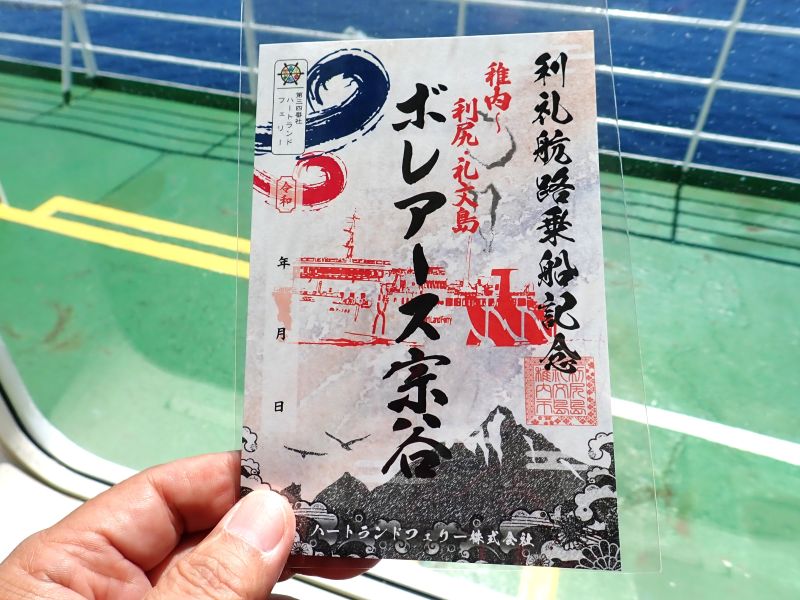 利礼航路乗船記念
稚内～
利尻・礼文島
ボレアース宗谷
第三四番社
ハートランド
フェリー
令和
年
月
日
ハートランドフェリー株式会社